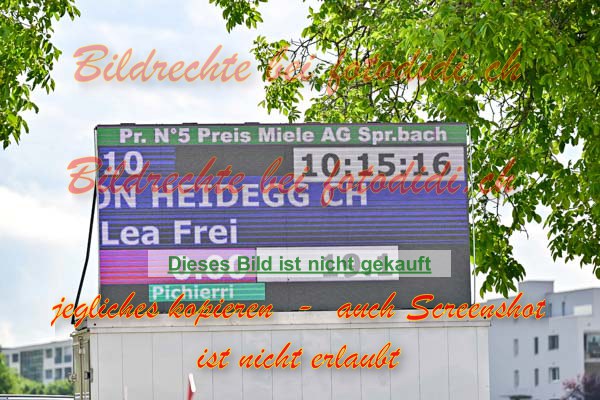 Bildrechte bei fotodidi.ch
Pr. N°5 Preis Miele AG Spr.bach
10 10:15:16
Bildrechte bei fotodidi.ch
ON HEIDEGG CH
Lea Frei
Dieses Bild ist nicht gekauft
Pichierri
jegliches kopieren - auch Screenshot
ist nicht erlaubt